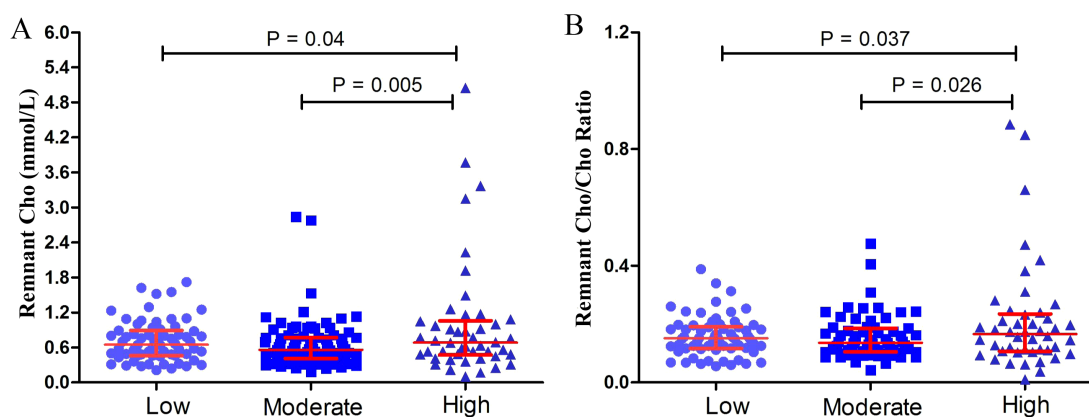 A
Remnant Cho (mmol/L)
6.0
5.4
4.8
4.2
3.6
3.0
2.4
1.8
1.2
0.6
0.0
P = 0.04
P = 0.005
Low
Moderate
High
B
Remnant Cho/Cho Ratio
1.2
0.8
0.4
0.0
P = 0.037
P = 0.026
Low
Moderate
High